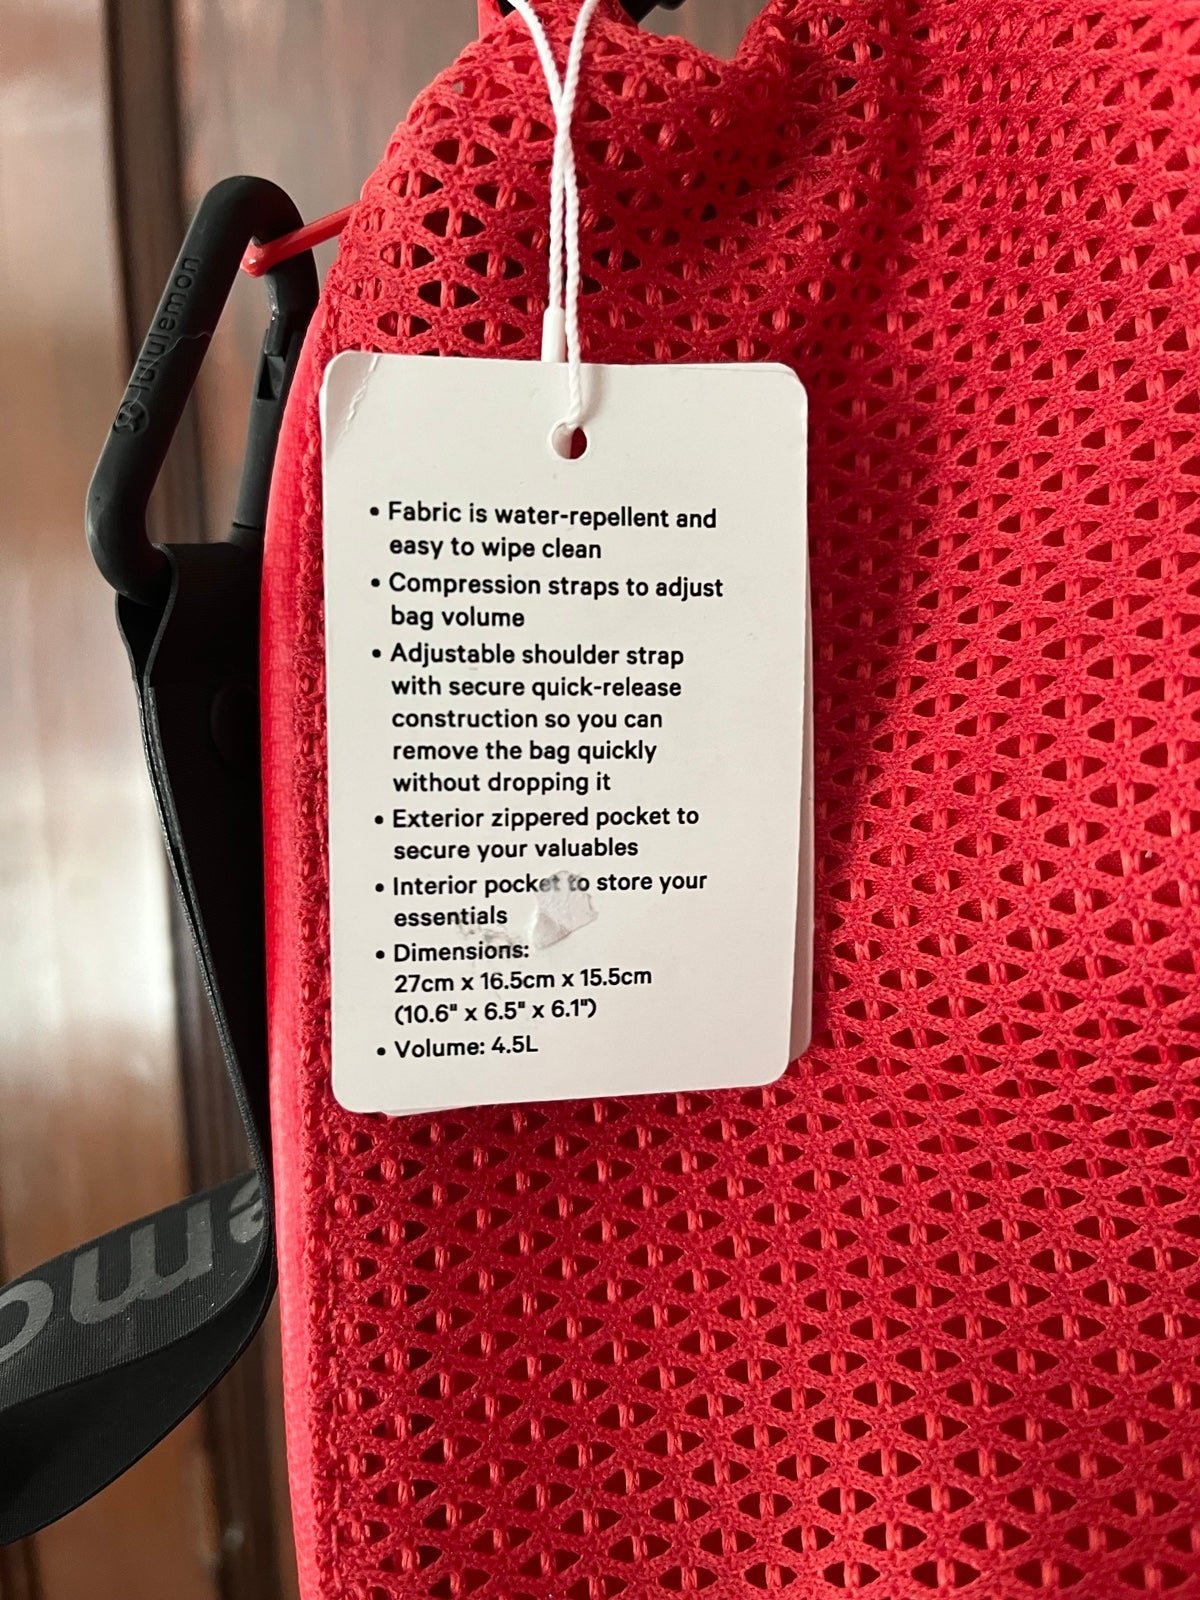 lululemon
• Fabric is water-repellent and
easy to wipe clean
• Compression straps to adjust
bag volume
• Adjustable shoulder strap
with secure quick-release
construction so you can
remove the bag quickly
without dropping it
• Exterior zippered pocket to
secure your valuables
• Interior pocket to store your
essentials
• Dimensions:
27cm x 16.5cm x 15.5cm
(10.6" x 6.5" x 6.1")
• Volume: 4.5L
emo